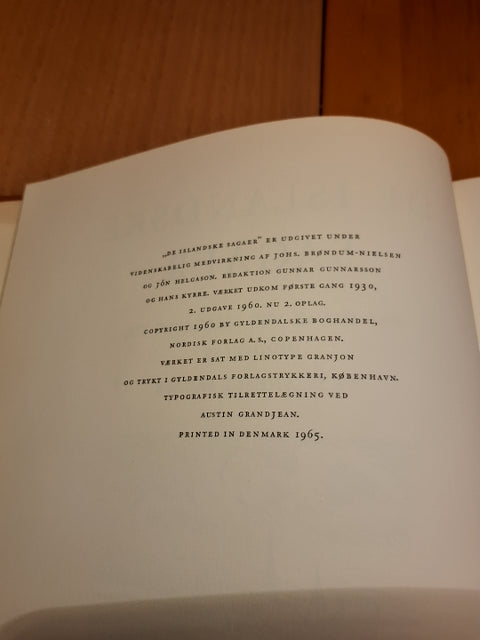 „DE ISLANDSKE SAGAER" ER UDGIVET UNDER
VIDENSKABELIG MEDVIRKNING AF JOHS. BRØNDUM-NIELSEN
OG JÓN HELGASON. REDAKTION GUNNAR GUNNARSSON
OG HANS KYRRE. VÆRKET UDKOM FØRSTE GANG 1930,
2. UDGAVE 1960. NU 2. OPLAG.
COPYRIGHT 1960 BY GYLDENDALSKE BOGHANDEL,
NORDISK FORLAG A.S., COPENHAGEN.
VÆRKET ER SAT MED LINOTYPE GRANJON
OG TRYKT I GYLDENDALS FORLAGSTRYKKERI, KØBENHAVN.
TYPOGRAFISK TILRETTELÆGNING VED
AUSTIN GRANDJEAN.
PRINTED IN DENMARK 1965.